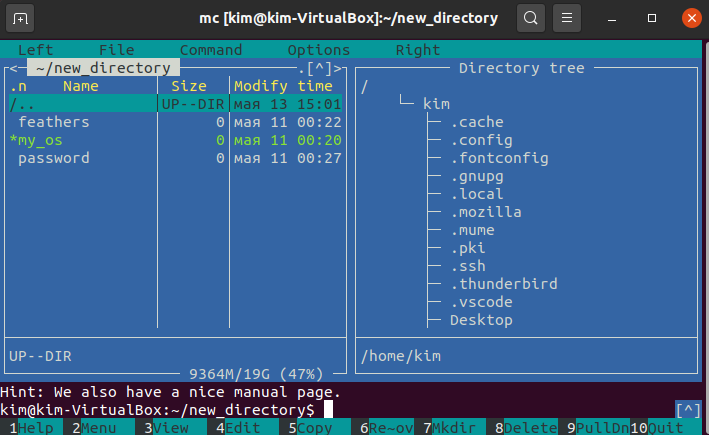 mc [kim@kim-VirtualBox]:~/new_directory
Left File Command Options Right
<─ ~/new_directory ─.[^]>
Directory tree
.n Name Size Modify time
/
/.. UP--DIR мая 13 15:01
kim
feathers 0 мая 11 00:22
.cache
*my_os 0 мая 11 00:20
.config
password 0 мая 11 00:27
.fontconfig
.gnupg
.local
.mozilla
.mume
.pki
.ssh
.thunderbird
.vscode
Desktop
UP--DIR
/home/kim
9364M/19G (47%)
Hint: We also have a nice manual page.
kim@kim-VirtualBox:~/new_directory$ [^]
1Help 2Menu 3View 4Edit 5Copy 6Re~ov 7Mkdir 8Delete 9PullDn10Quit